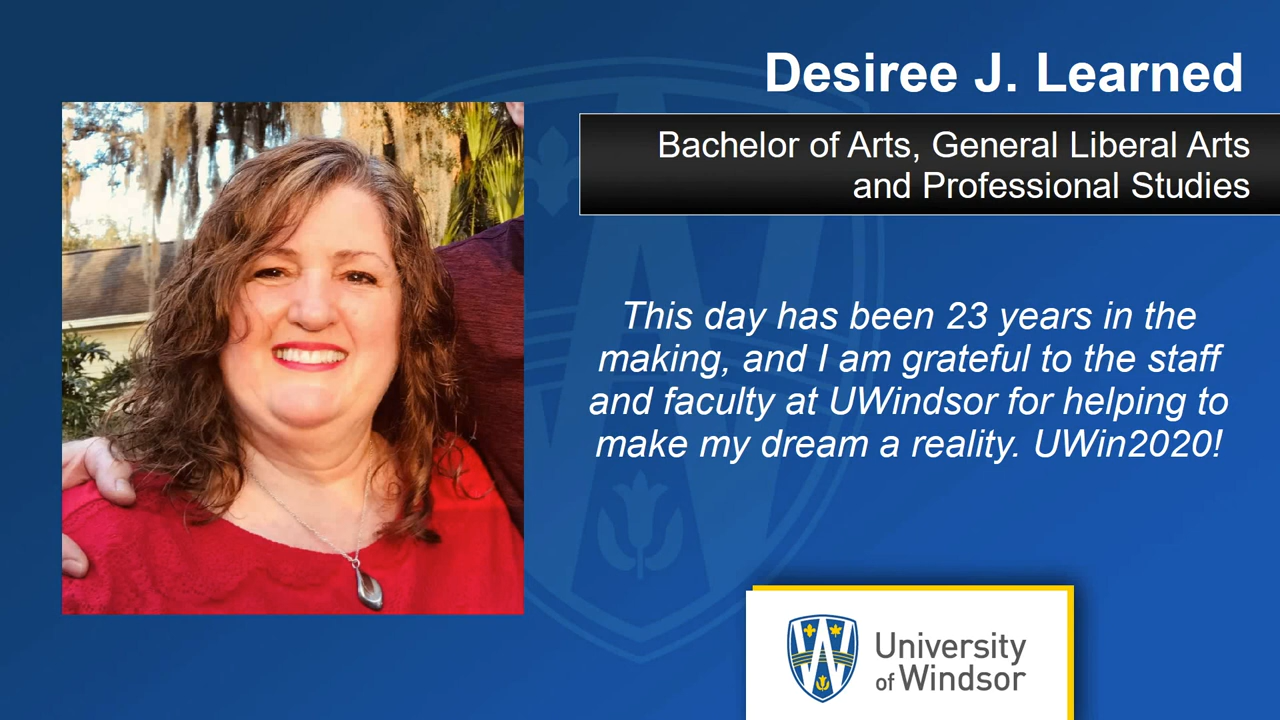 Desiree J. Learned
Bachelor of Arts, General Liberal Arts
and Professional Studies
This day has been 23 years in the
making, and I am grateful to the staff
and faculty at UWindsor for helping to
make my dream a reality. UWin2020!
University
of Windsor